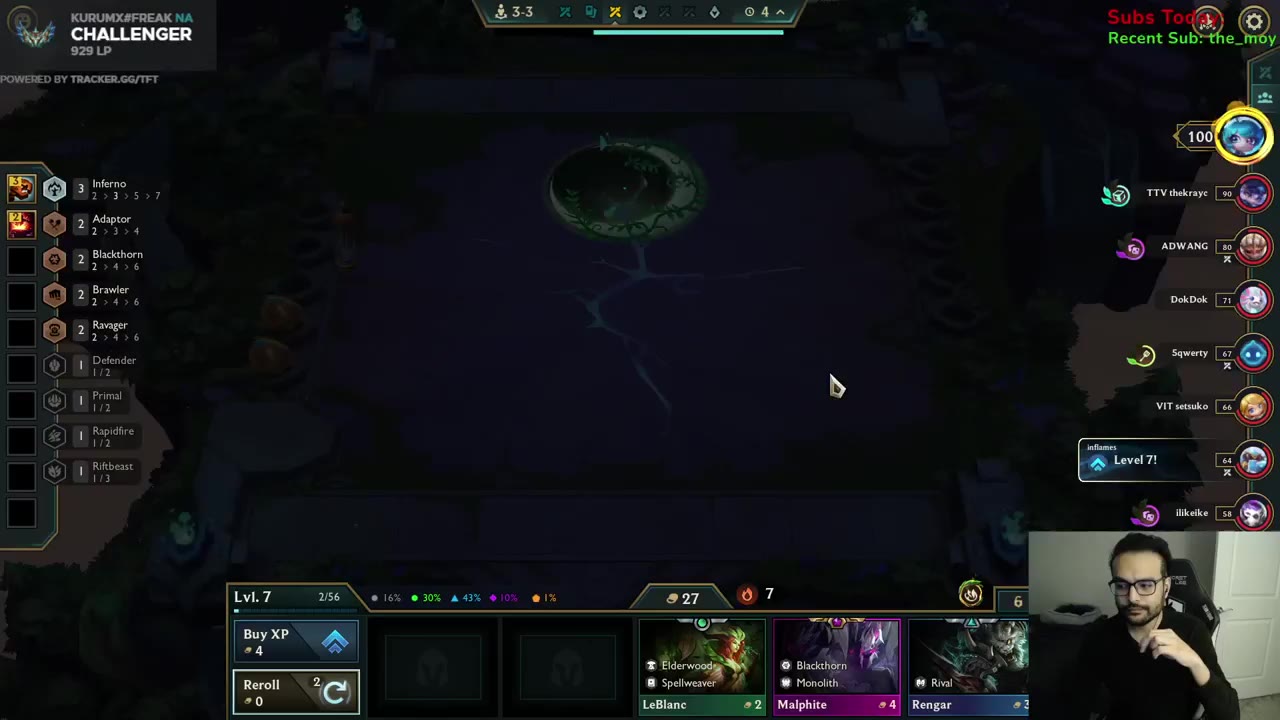 KURUMX#FREAK NA
CHALLENGER
929 LP
POWERED BY TRACKER.GG/TFT
3-3
4
Subs Today
Recent Sub: the_moy
100
TTV thekrayc 90
ADWANG 80
DokDok 71
Sqwerty 67
VIT setsuko 66
inflames
Level 7!
64
ilikeike 58
3
3 Inferno
2 > 3 > 5 > 7
2
2 Adaptor
2 > 3 > 4
2 Blackthorn
2 > 4 > 6
2 Brawler
2 > 4 > 6
2 Ravager
2 > 4 > 6
1 Defender
1 / 2
1 Primal
1 / 2
1 Rapidfire
1 / 2
1 Riftbeast
1 / 3
Lvl. 7 2/56
16% 30% 43% 10% 1%
27
7
6
Buy XP
4
Reroll 2
0
Elderwood
Spellweaver
LeBlanc 2
Blackthorn
Monolith
Malphite 4
Rival
Rengar 3